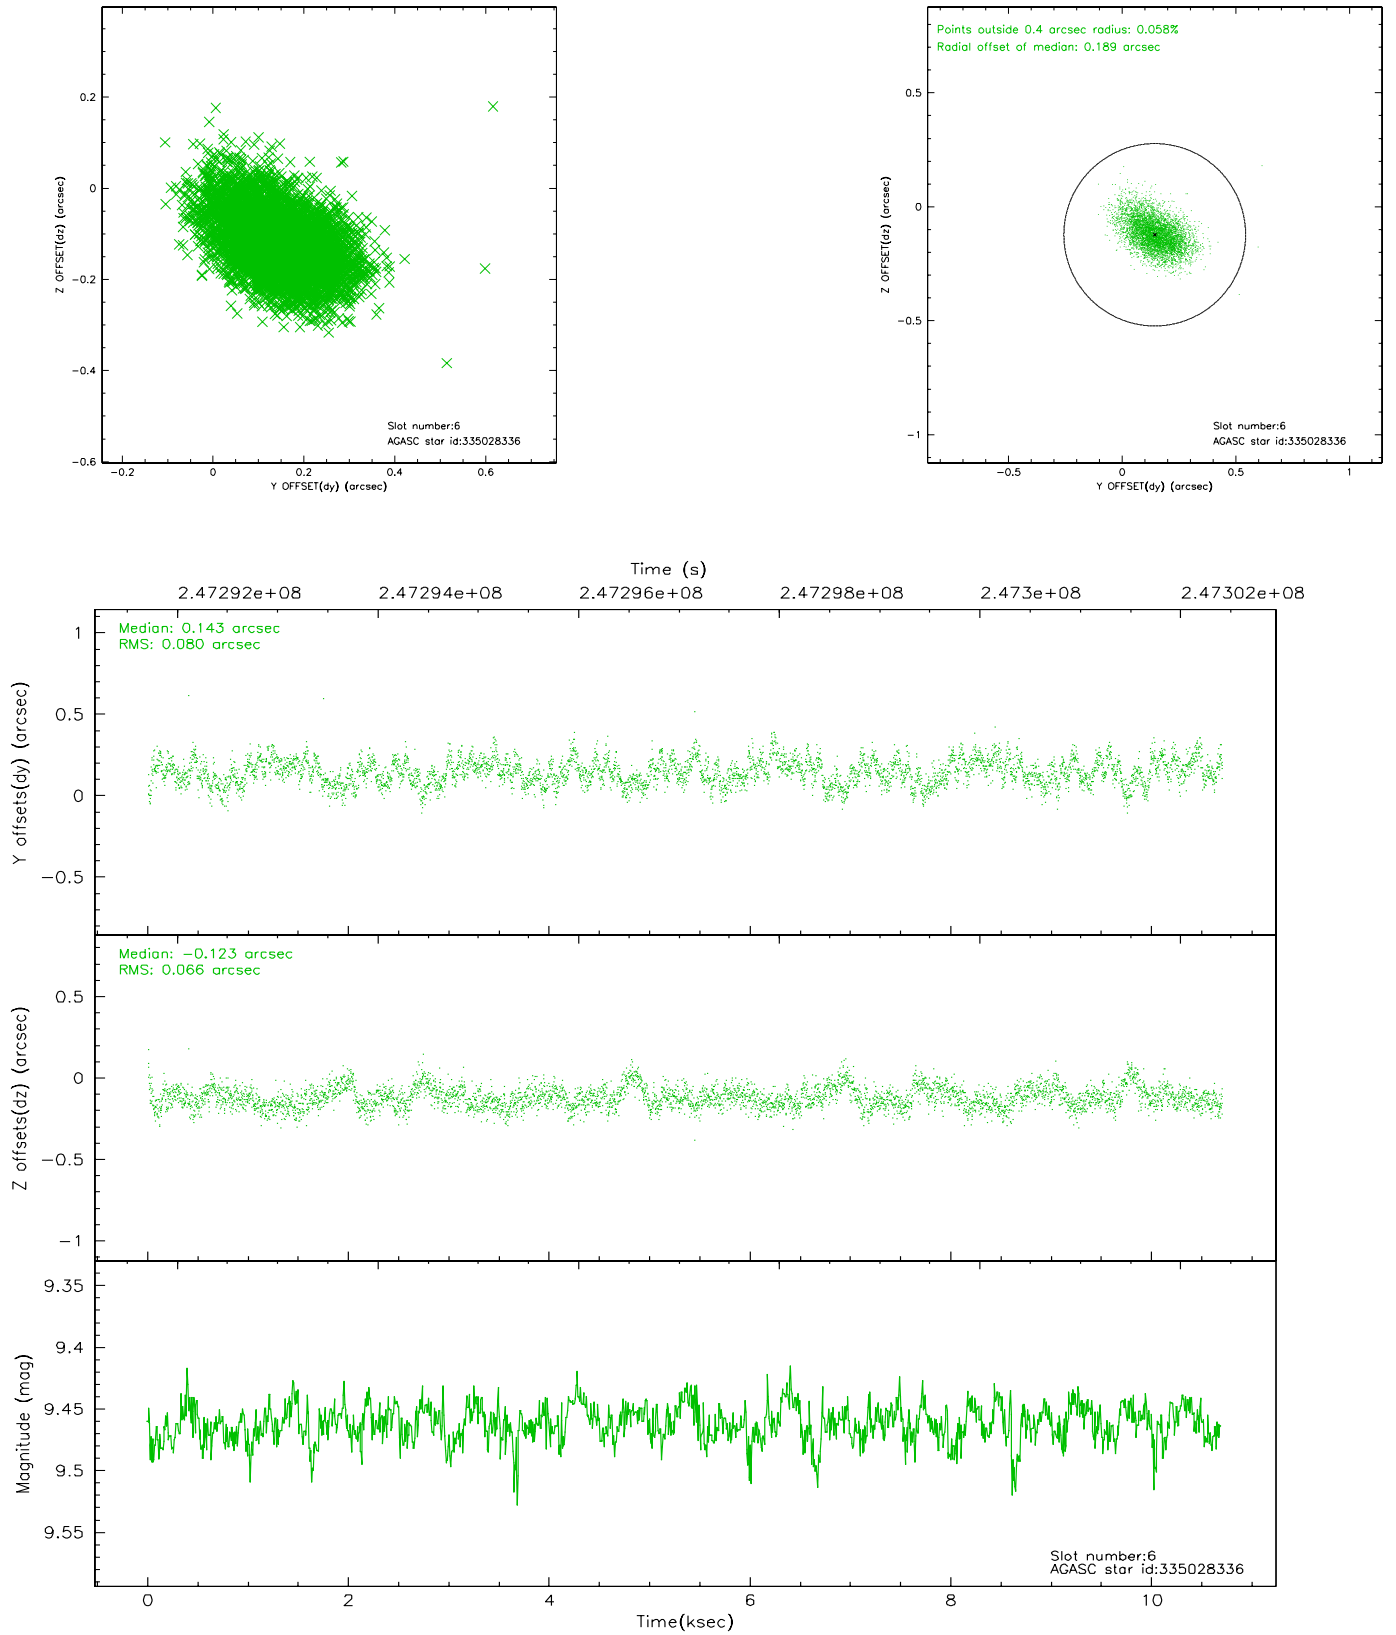 0.2
0
−0.2
−0.4
−0.6
Z OFFSET(dz) (arcsec)
Slot number:6
AGASC star id:335028336
−0.2
0
0.2
0.4
0.6
Y OFFSET(dy) (arcsec)
Points outside 0.4 arcsec radius: 0.058%
Radial offset of median: 0.189 arcsec
0.5
0
−0.5
−1
Z OFFSET(dz) (arcsec)
Slot number:6
AGASC star id:335028336
−0.5
0
0.5
1
Y OFFSET(dy) (arcsec)
Time (s)
2.47292e+08
2.47294e+08
2.47296e+08
2.47298e+08
2.473e+08
2.47302e+08
Median: 0.143 arcsec
RMS: 0.080 arcsec
1
0.5
0
−0.5
Y offsets(dy) (arcsec)
Median: −0.123 arcsec
RMS: 0.066 arcsec
0.5
0
−0.5
−1
Z offsets(dz) (arcsec)
9.35
9.4
9.45
9.5
9.55
Magnitude (mag)
Slot number:6
AGASC star id:335028336
0
2
4
6
8
10
Time(ksec)